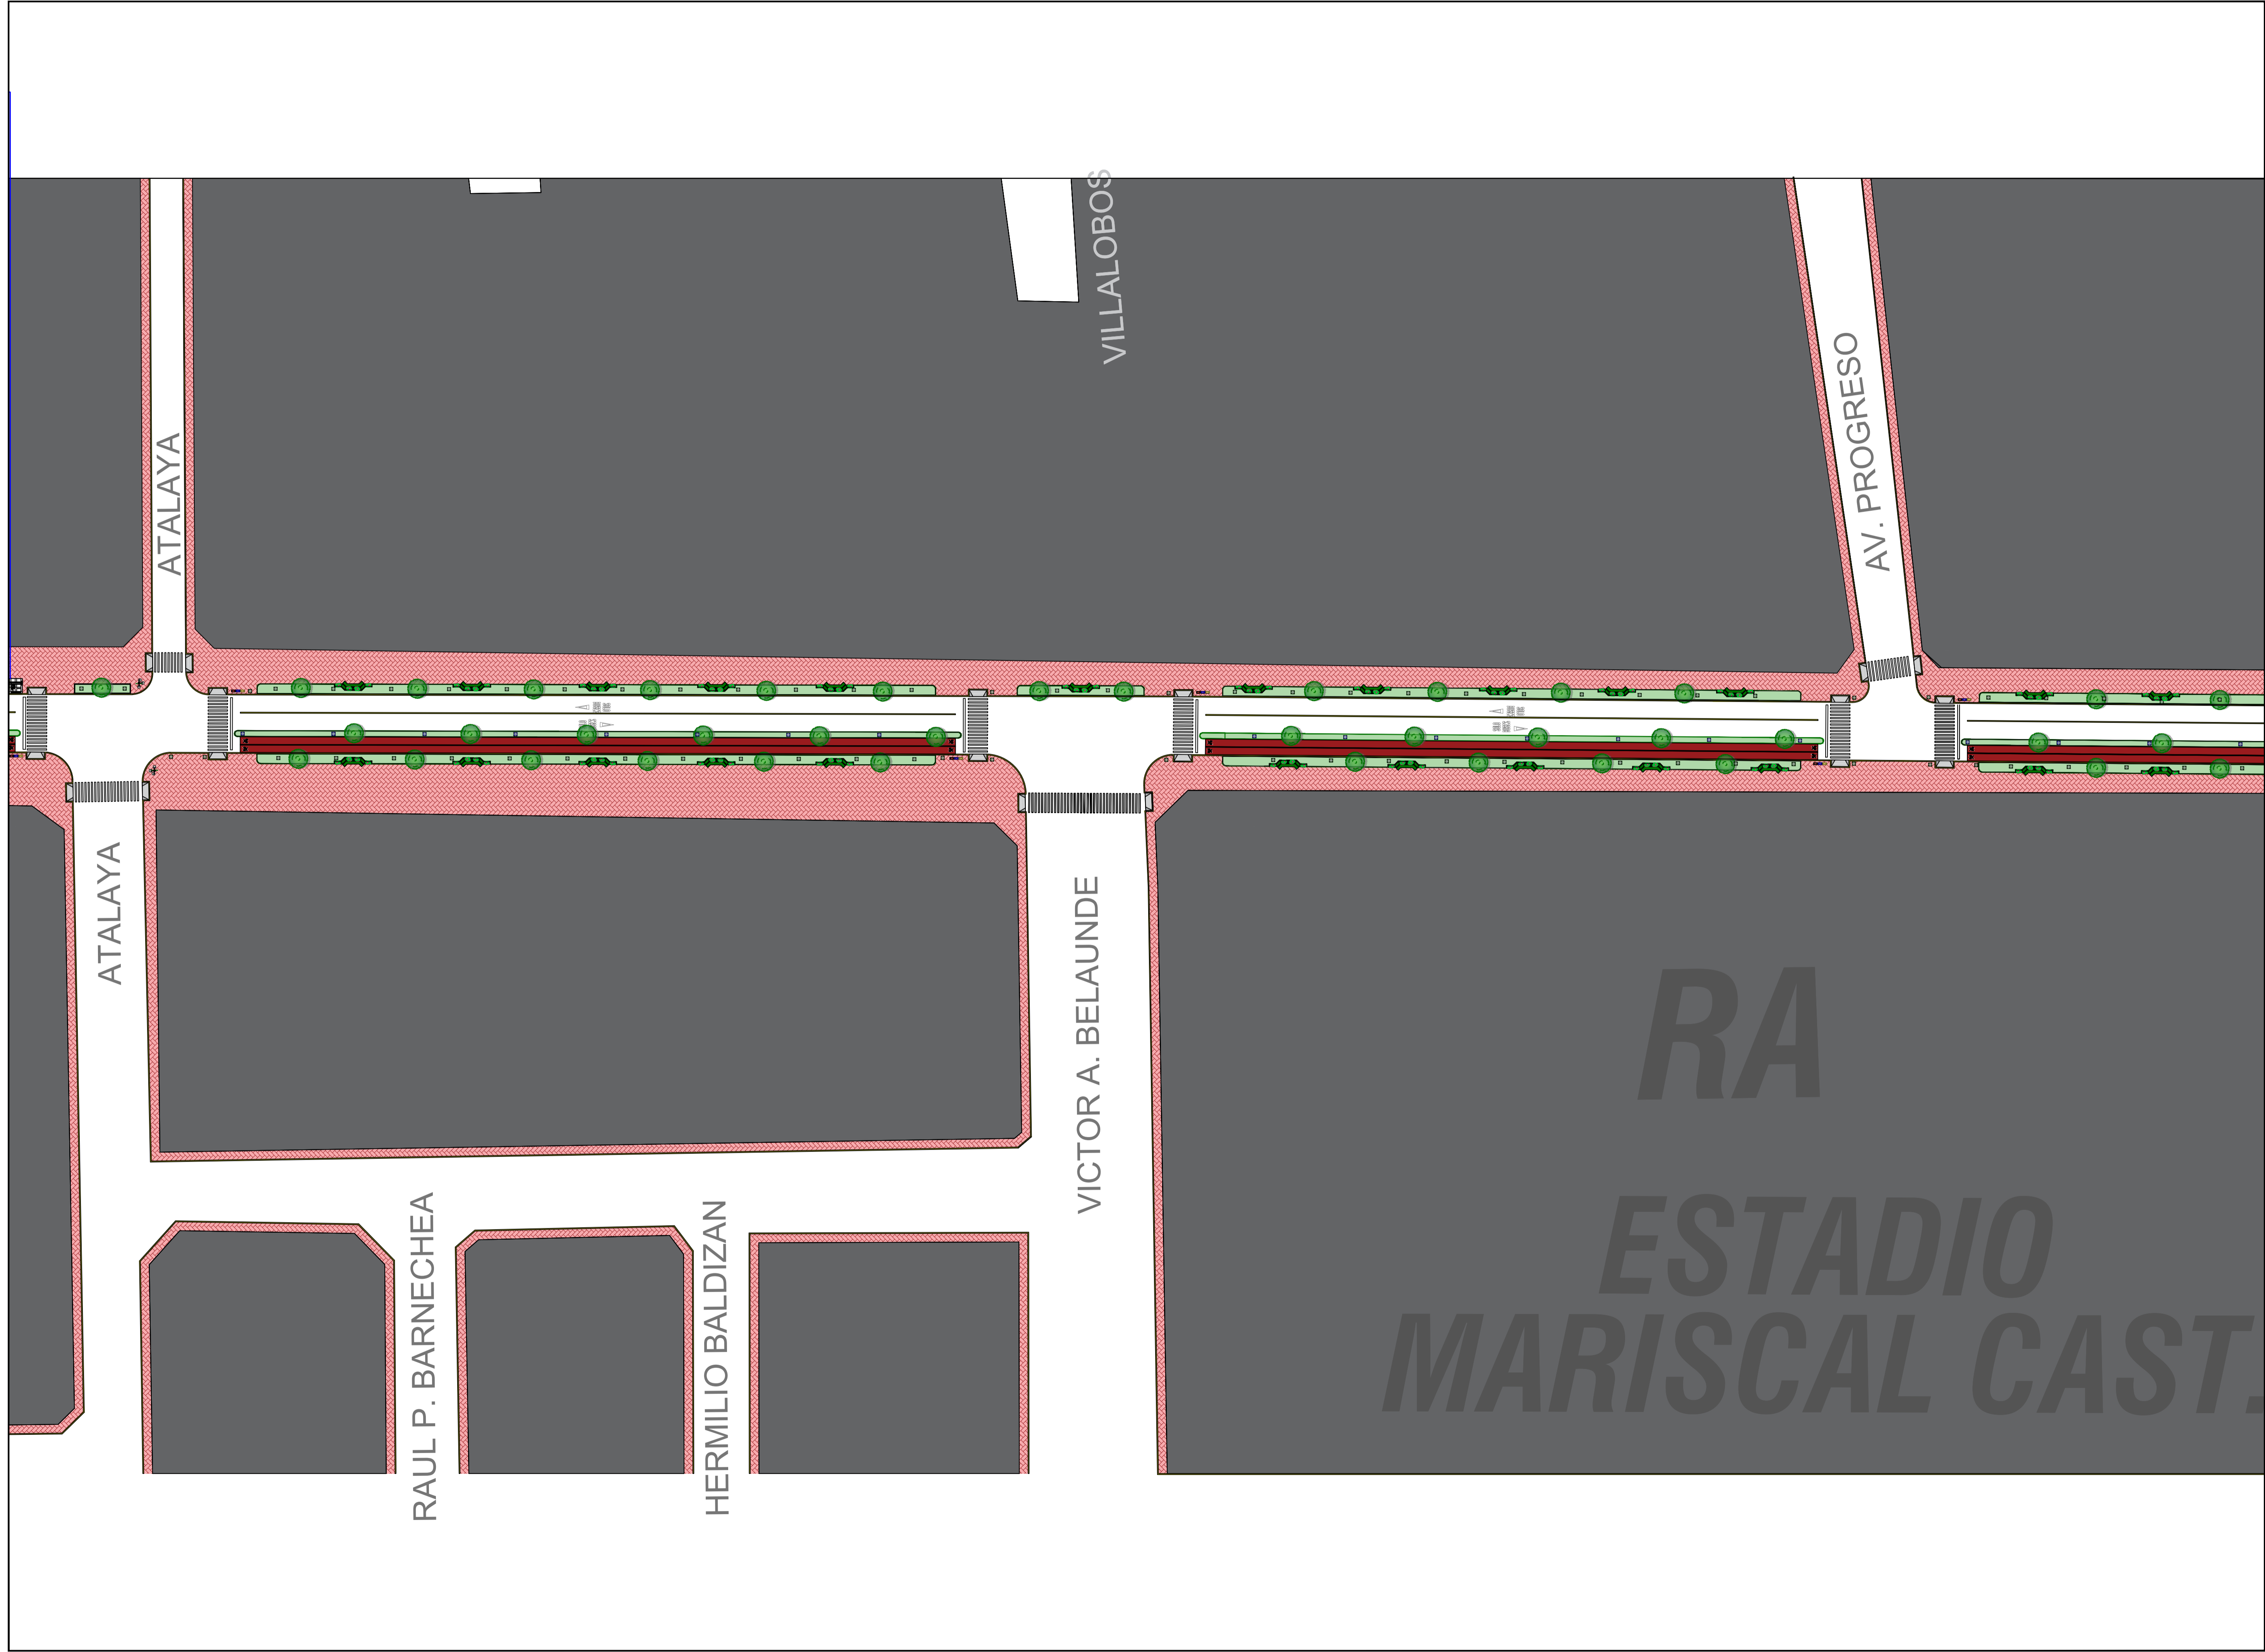 VILLALOBOS
ATALAYA
AV. PROGRESO
ATALAYA
VICTOR A. BELAUNDE
RAUL P. BARNECHEA
HERMILIO BALDIZAN
RA
ESTADIO
MARISCAL CAST.